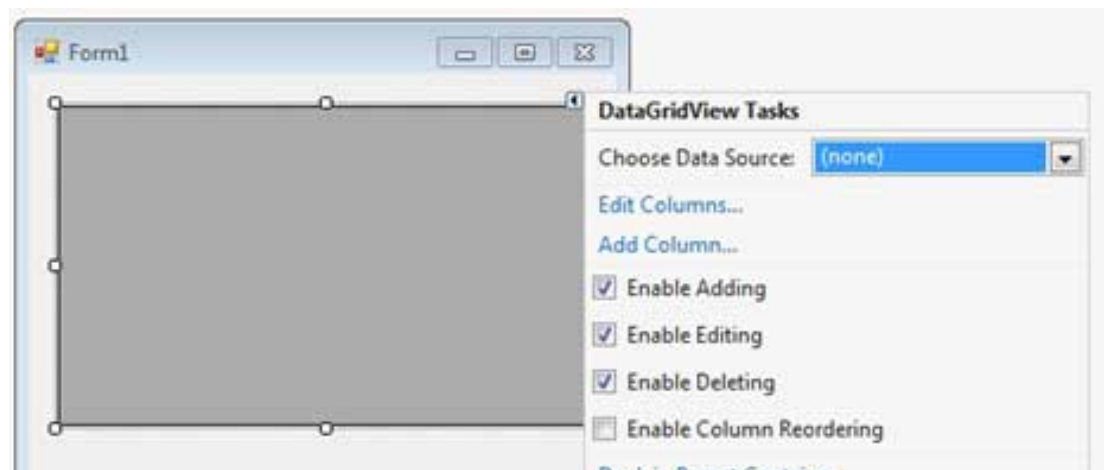 Form1
DataGridView Tasks
Choose Data Source: (none)
Edit Columns...
Add Column...
Enable Adding
Enable Editing
Enable Deleting
Enable Column Reordering